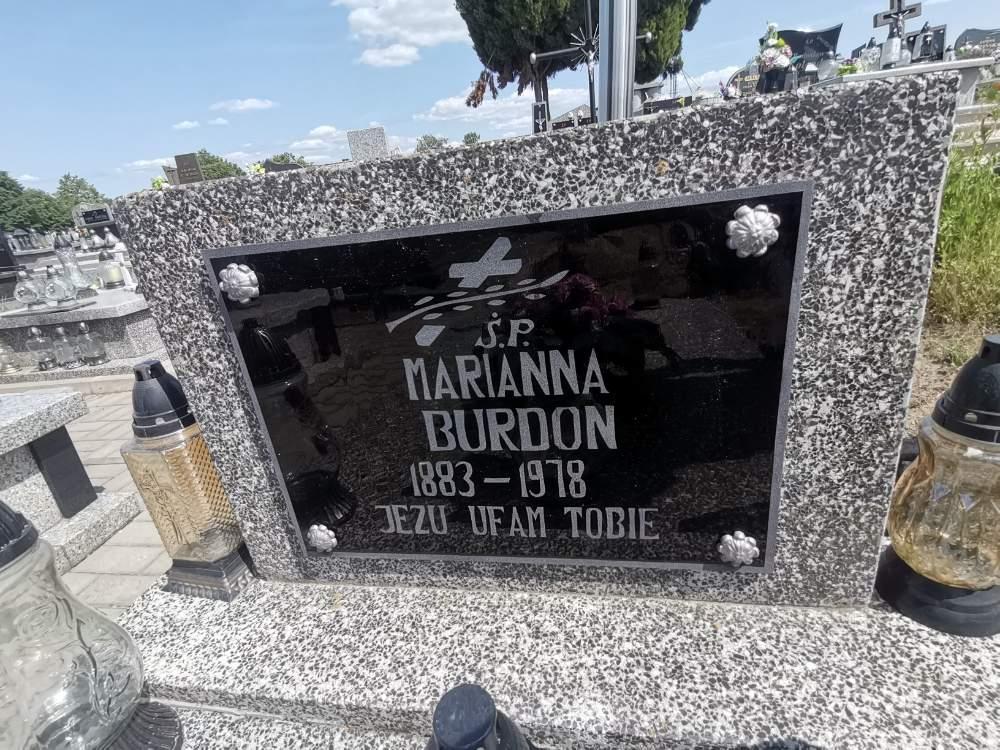 Ś.P.
MARIANNA
BURDON
1883-1978
JEZU UFAM TOBIE